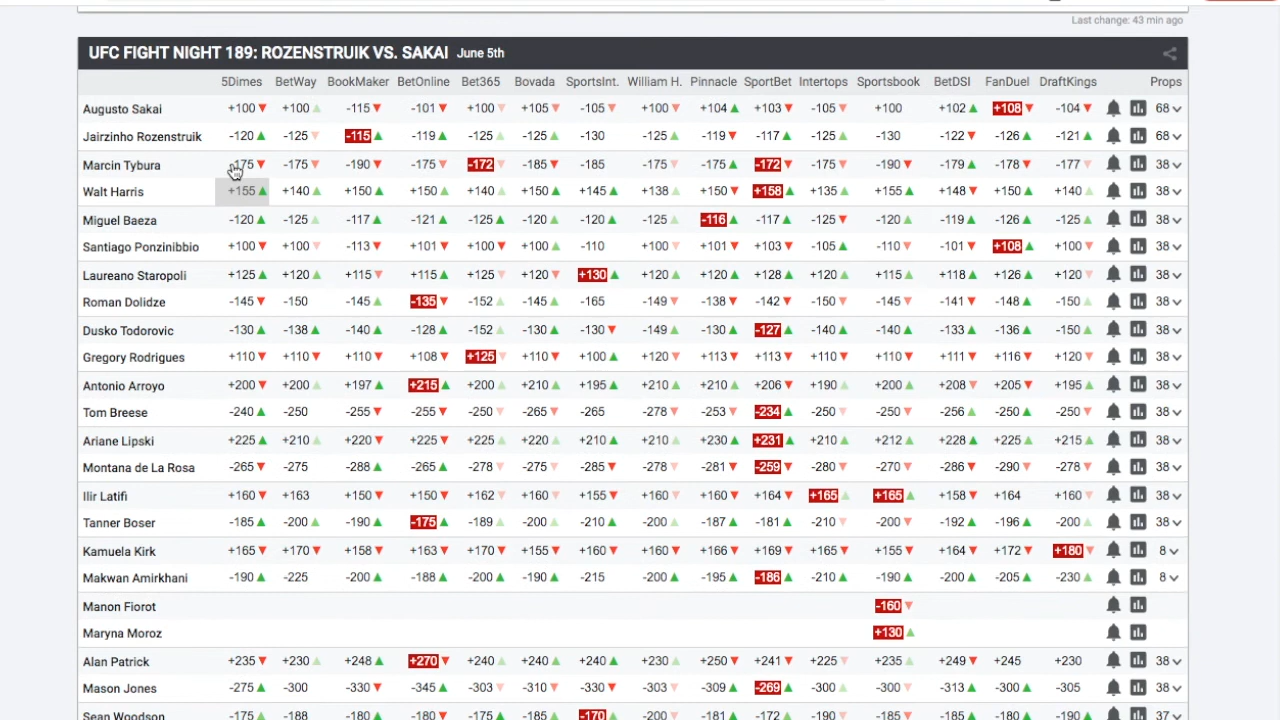 Last change: 43 min ago
UFC FIGHT NIGHT 189: ROZENSTRUIK VS. SAKAI June 5th
5Dimes BetWay BookMaker BetOnline Bet365 Bovada SportsInt. William H. Pinnacle SportBet Intertops Sportsbook BetDSI FanDuel DraftKings Props
Augusto Sakai +100▼ +100▲ -115▼ -101▼ +100▼ +105▼ -105▼ +100▼ +104▲ +103▼ -105▼ +100 +102▲ +108▼ -104▼ 68
Jairzinho Rozenstruik -120▲ -125▼ -115▲ -119▲ -125▲ -125▲ -130 -125▲ -119▼ -117▲ -125▲ -130 -122▼ -126▲ -121▲ 68
Marcin Tybura -175▼ -175▼ -190▼ -175▼ -172▼ -185▼ -185 -175▼ -175▲ -172▼ -175▼ -190▼ -179▲ -178▼ -177▼ 38
Walt Harris +155▲ +140▲ +150▲ +150▲ +140▲ +150▲ +145▲ +138▲ +150▼ +158▲ +135▲ +155▲ +148▼ +150▲ +140▲ 38
Miguel Baeza -120▲ -125▲ -117▲ -121▲ -125▲ -120▲ -120▲ -125▲ -116▲ -117▲ -125▼ -120▲ -119▲ -126▲ -125▲ 38
Santiago Ponzinibbio +100▼ +100▼ -113▼ +101▼ +100▼ +100▲ -110 +100▼ +101▼ +103▼ -105▲ -110▼ -101▼ +108▲ +100▼ 38
Laureano Staropoli +125▲ +120▲ +115▼ +115▲ +125▼ +120▼ +130▲ +120▲ +120▲ +128▲ +120▲ +115▲ +118▲ +126▲ +120▼ 38
Roman Dolidze -145▼ -150 -145▲ -135▼ -152▲ -145▲ -165 -149▼ -138▼ -142▼ -150▼ -145▼ -141▼ -148▲ -150▲ 38
Dusko Todorovic -130▲ -138▲ -140▲ -128▲ -152▲ -130▲ -130▼ -149▲ -130▲ -127▲ -140▲ -140▲ -133▲ -136▲ -150▲ 38
Gregory Rodrigues +110▼ +110▼ +110▼ +108▼ +125▼ +110▼ +100▲ +120▼ +113▼ +113▼ +110▼ +110▼ +111▼ +116▼ +120▼ 38
Antonio Arroyo +200▼ +200▲ +197▲ +215▲ +200▲ +210▲ +195▲ +210▲ +210▲ +206▼ +190▲ +200▲ +208▼ +205▼ +195▲ 38
Tom Breese -240▲ -250 -255▼ -255▼ -250▼ -265▼ -265 -278▼ -253▼ -234▲ -250▼ -250▼ -256▲ -250▲ -250▼ 38
Ariane Lipski +225▲ +210▲ +220▼ +225▼ +225▲ +220▲ +210▲ +210▲ +230▲ +231▲ +210▲ +212▲ +228▲ +225▲ +215▲ 38
Montana de La Rosa -265▼ -275 -288▲ -265▲ -278▼ -275▼ -285▼ -278▼ -281▼ -259▼ -280▼ -270▼ -286▼ -290▼ -278▼ 38
Ilir Latifi +160▼ +163 +150▼ +150▼ +162▼ +160▼ +155▼ +160▼ +160▼ +164▼ +165▲ +165▲ +158▼ +164 +160▼ 38
Tanner Boser -185▲ -200▲ -190▲ -175▲ -189▲ -200▲ -210▲ -200▲ -187▲ -181▲ -210▼ -200▼ -192▲ -196▲ -200▲ 38
Kamuela Kirk +165▼ +170▼ +158▼ +163▼ +170▼ +155▼ +160▼ +160▼ +166▼ +169▼ +165▼ +155▼ +164▼ +172▼ +180▼ 8
Makwan Amirkhani -190▲ -225 -200▲ -188▲ -200▲ -190▲ -215 -200▲ -195▲ -186▲ -210▲ -190▲ -200▲ -205▲ -230▲ 8
Manon Fiorot -160▼
Maryna Moroz +130▲
Alan Patrick +235▼ +230▲ +248▲ +270▼ +240▲ +240▲ +240▲ +230▲ +250▼ +241▼ +225▼ +235▲ +249▼ +245 +230 38
Mason Jones -275▲ -300 -330▼ -345▲ -303▼ -310▼ -330▼ -303▼ -309▲ -269▲ -300▲ -300▼ -313▲ -300▲ -305 38
Sean Woodson -175▲ -188 -180▲ -180▼ -175▲ -185▲ -170▲ -200▼ -181▲ -172▲ -190▼ -185▼ -185▲ -180▲ -190▲ 37